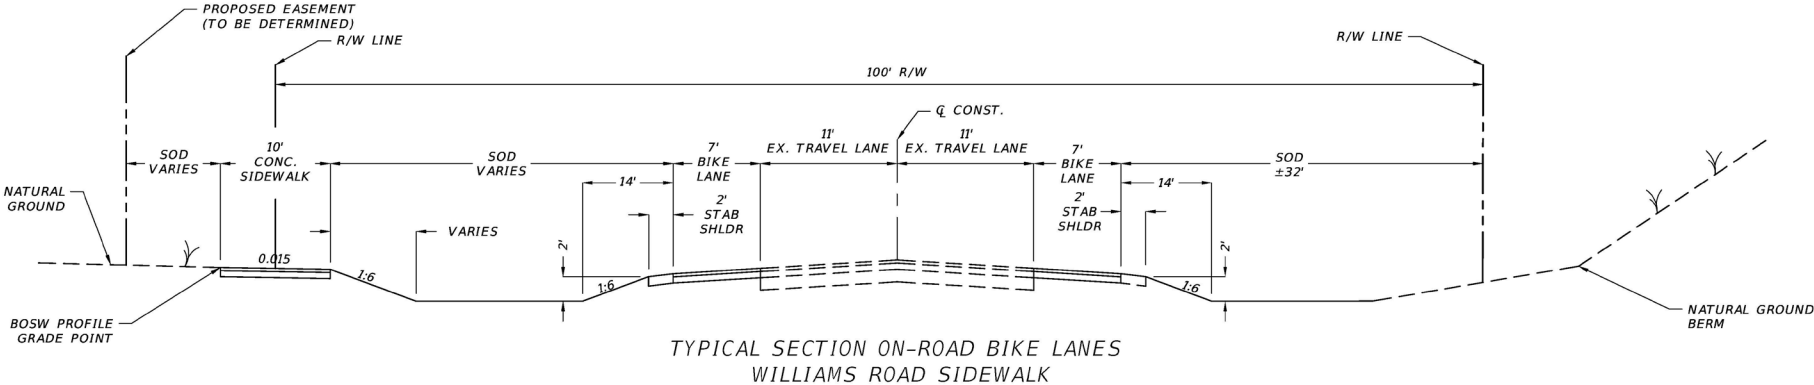 PROPOSED EASEMENT
(TO BE DETERMINED)
R/W LINE
R/W LINE
100' R/W
℄ CONST.
SOD
VARIES
10'
CONC.
SIDEWALK
SOD
VARIES
7'
BIKE
LANE
11'
EX. TRAVEL LANE
11'
EX. TRAVEL LANE
7'
BIKE
LANE
SOD
±32'
14'
14'
NATURAL
GROUND
2'
STAB
SHLDR
2'
STAB
SHLDR
VARIES
2'
2'
0.015
1:6
1:6
1:6
BOSW PROFILE
GRADE POINT
NATURAL GROUND
BERM
TYPICAL SECTION ON-ROAD BIKE LANES
WILLIAMS ROAD SIDEWALK